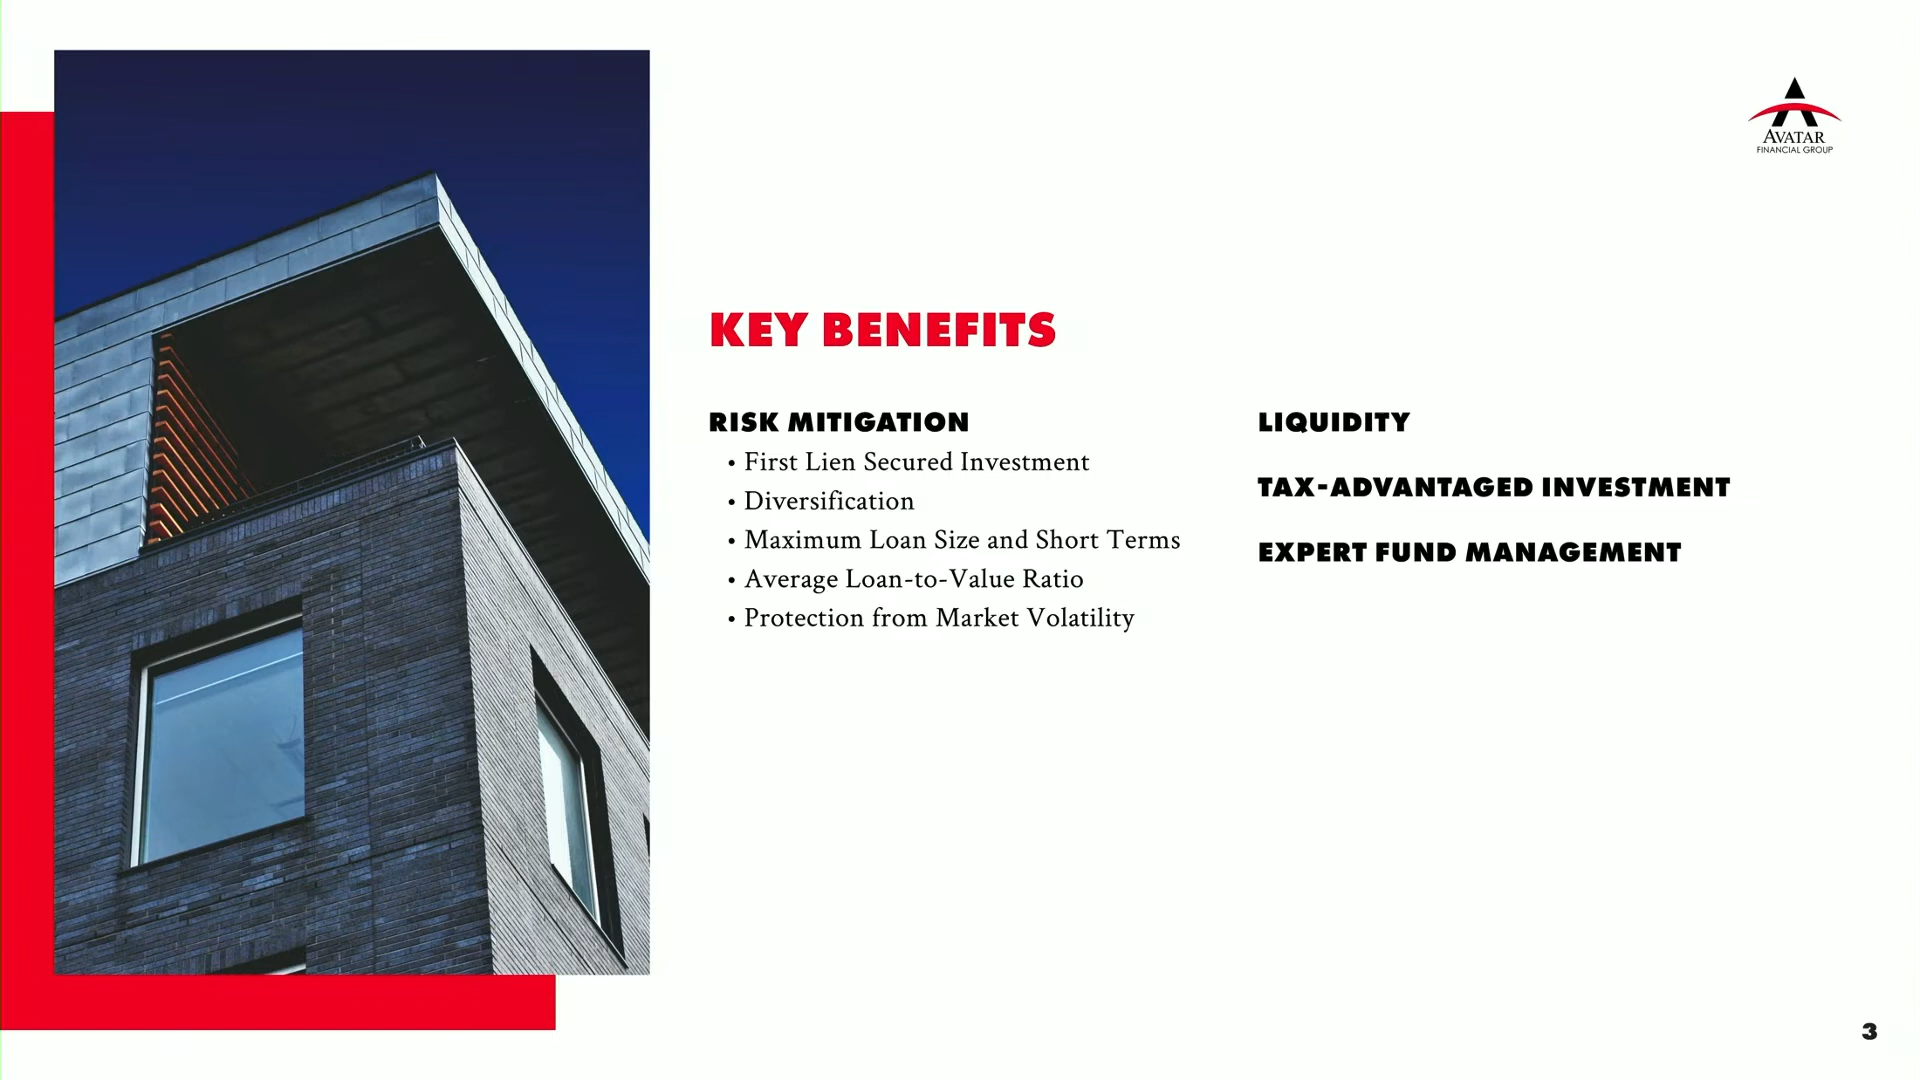 AVATAR
FINANCIAL GROUP
KEY BENEFITS
RISK MITIGATION
• First Lien Secured Investment
• Diversification
• Maximum Loan Size and Short Terms
• Average Loan-to-Value Ratio
• Protection from Market Volatility
LIQUIDITY
TAX-ADVANTAGED INVESTMENT
EXPERT FUND MANAGEMENT
3